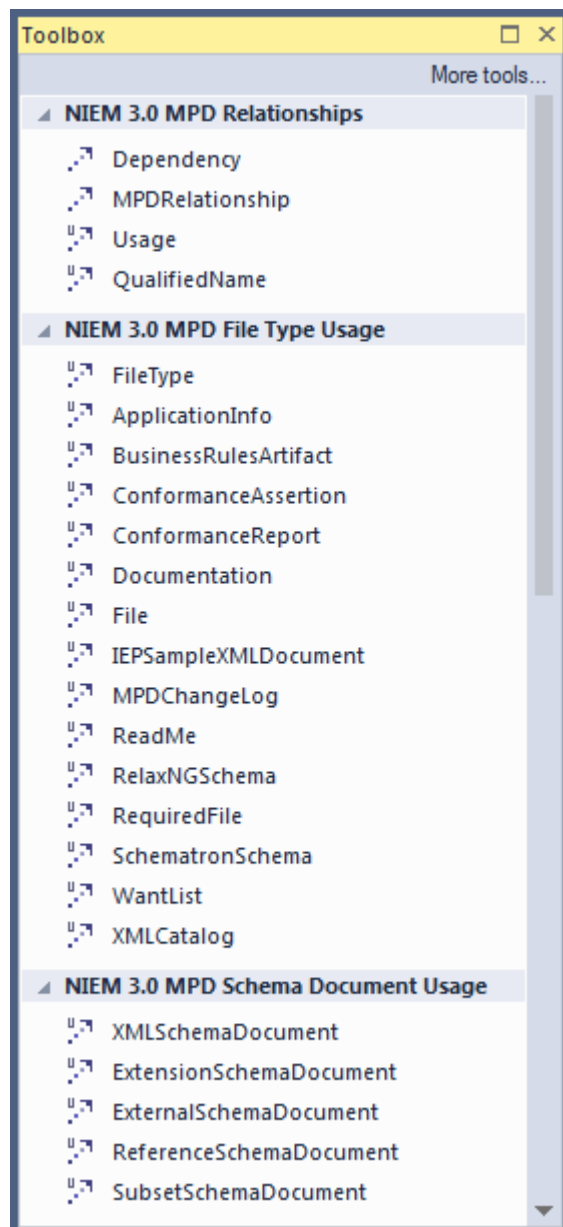 Toolbox
More tools...
NIEM 3.0 MPD Relationships
Dependency
MPDRelationship
Usage
QualifiedName
NIEM 3.0 MPD File Type Usage
FileType
ApplicationInfo
BusinessRulesArtifact
ConformanceAssertion
ConformanceReport
Documentation
File
IEPSampleXMLDocument
MPDChangeLog
ReadMe
RelaxNGSchema
RequiredFile
SchematronSchema
WantList
XMLCatalog
NIEM 3.0 MPD Schema Document Usage
XMLSchemaDocument
ExtensionSchemaDocument
ExternalSchemaDocument
ReferenceSchemaDocument
SubsetSchemaDocument